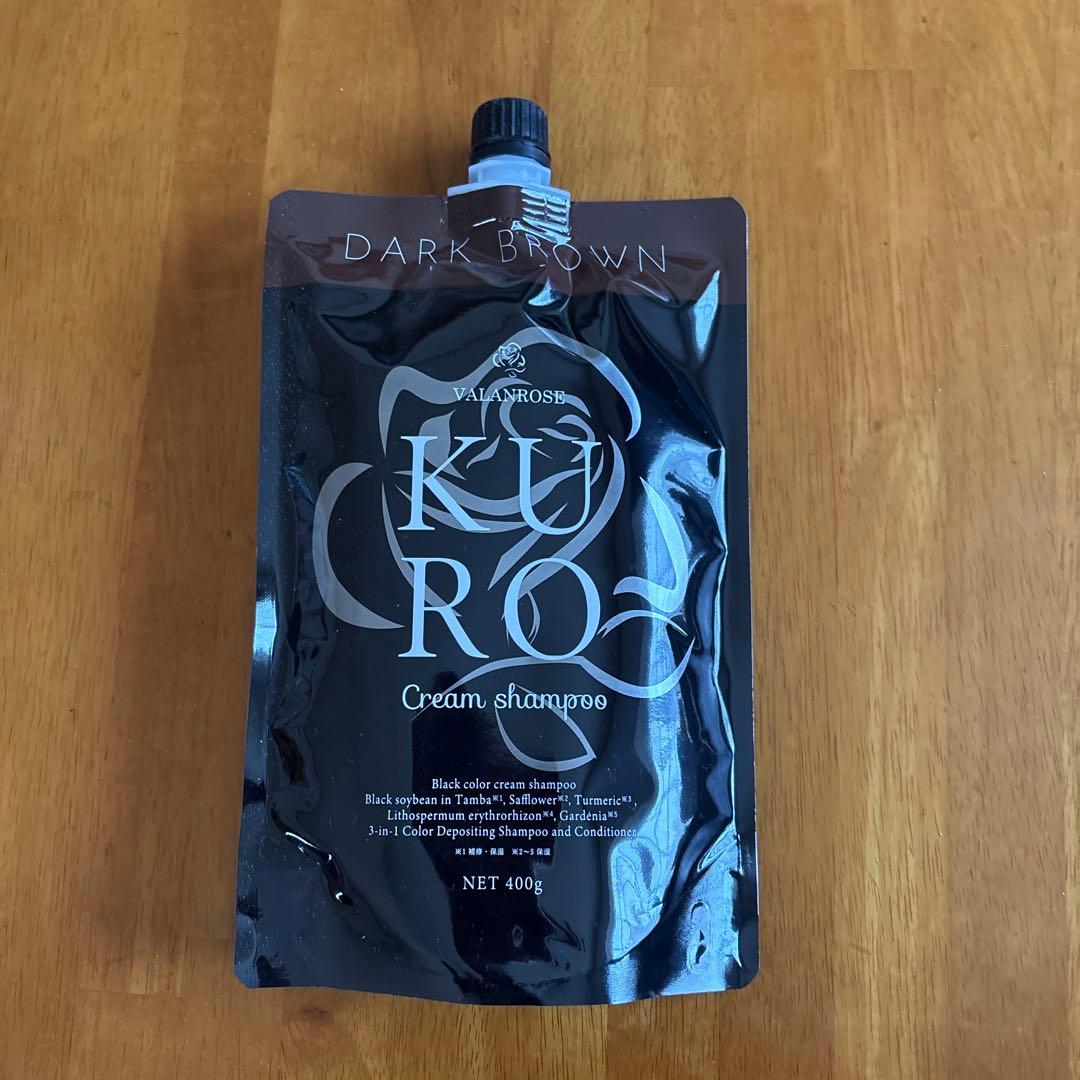 DARK BROWN
VALANROSE
KU
RO
Cream shampoo
Black color cream shampoo
Black soybean in Tamba※1, Safflower※2, Turmeric※3,
Lithospermum erythrorhizon※4, Gardenia※5
3-in-1 Color Depositing Shampoo and Conditioner
※1 補修・保湿 ※2～5 保湿
NET 400g